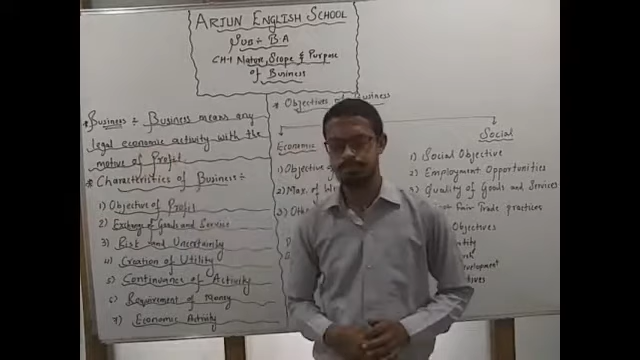 ARJUN ENGLISH SCHOOL
SUB ÷ B.A
CH-1 Nature, Scope & Purpose
of Business
* Business ÷ Business means any
legal economic activity with the
motive of Profit
* Characteristics of Business ÷
1) Objective of Profit
2) Exchange of Goods and Service
3) Risk and Uncertainty
4) Creation of Utility
5) Continuance of Activity
6) Requirement of Money
7) Economic Activity
* Objectives of Business
Economic
1) Objective
2) Max. of
3)
Social
1) Social Objective
2) Employment Opportunities
3) Quality of Goods and Services
Fair Trade practices
Objectives